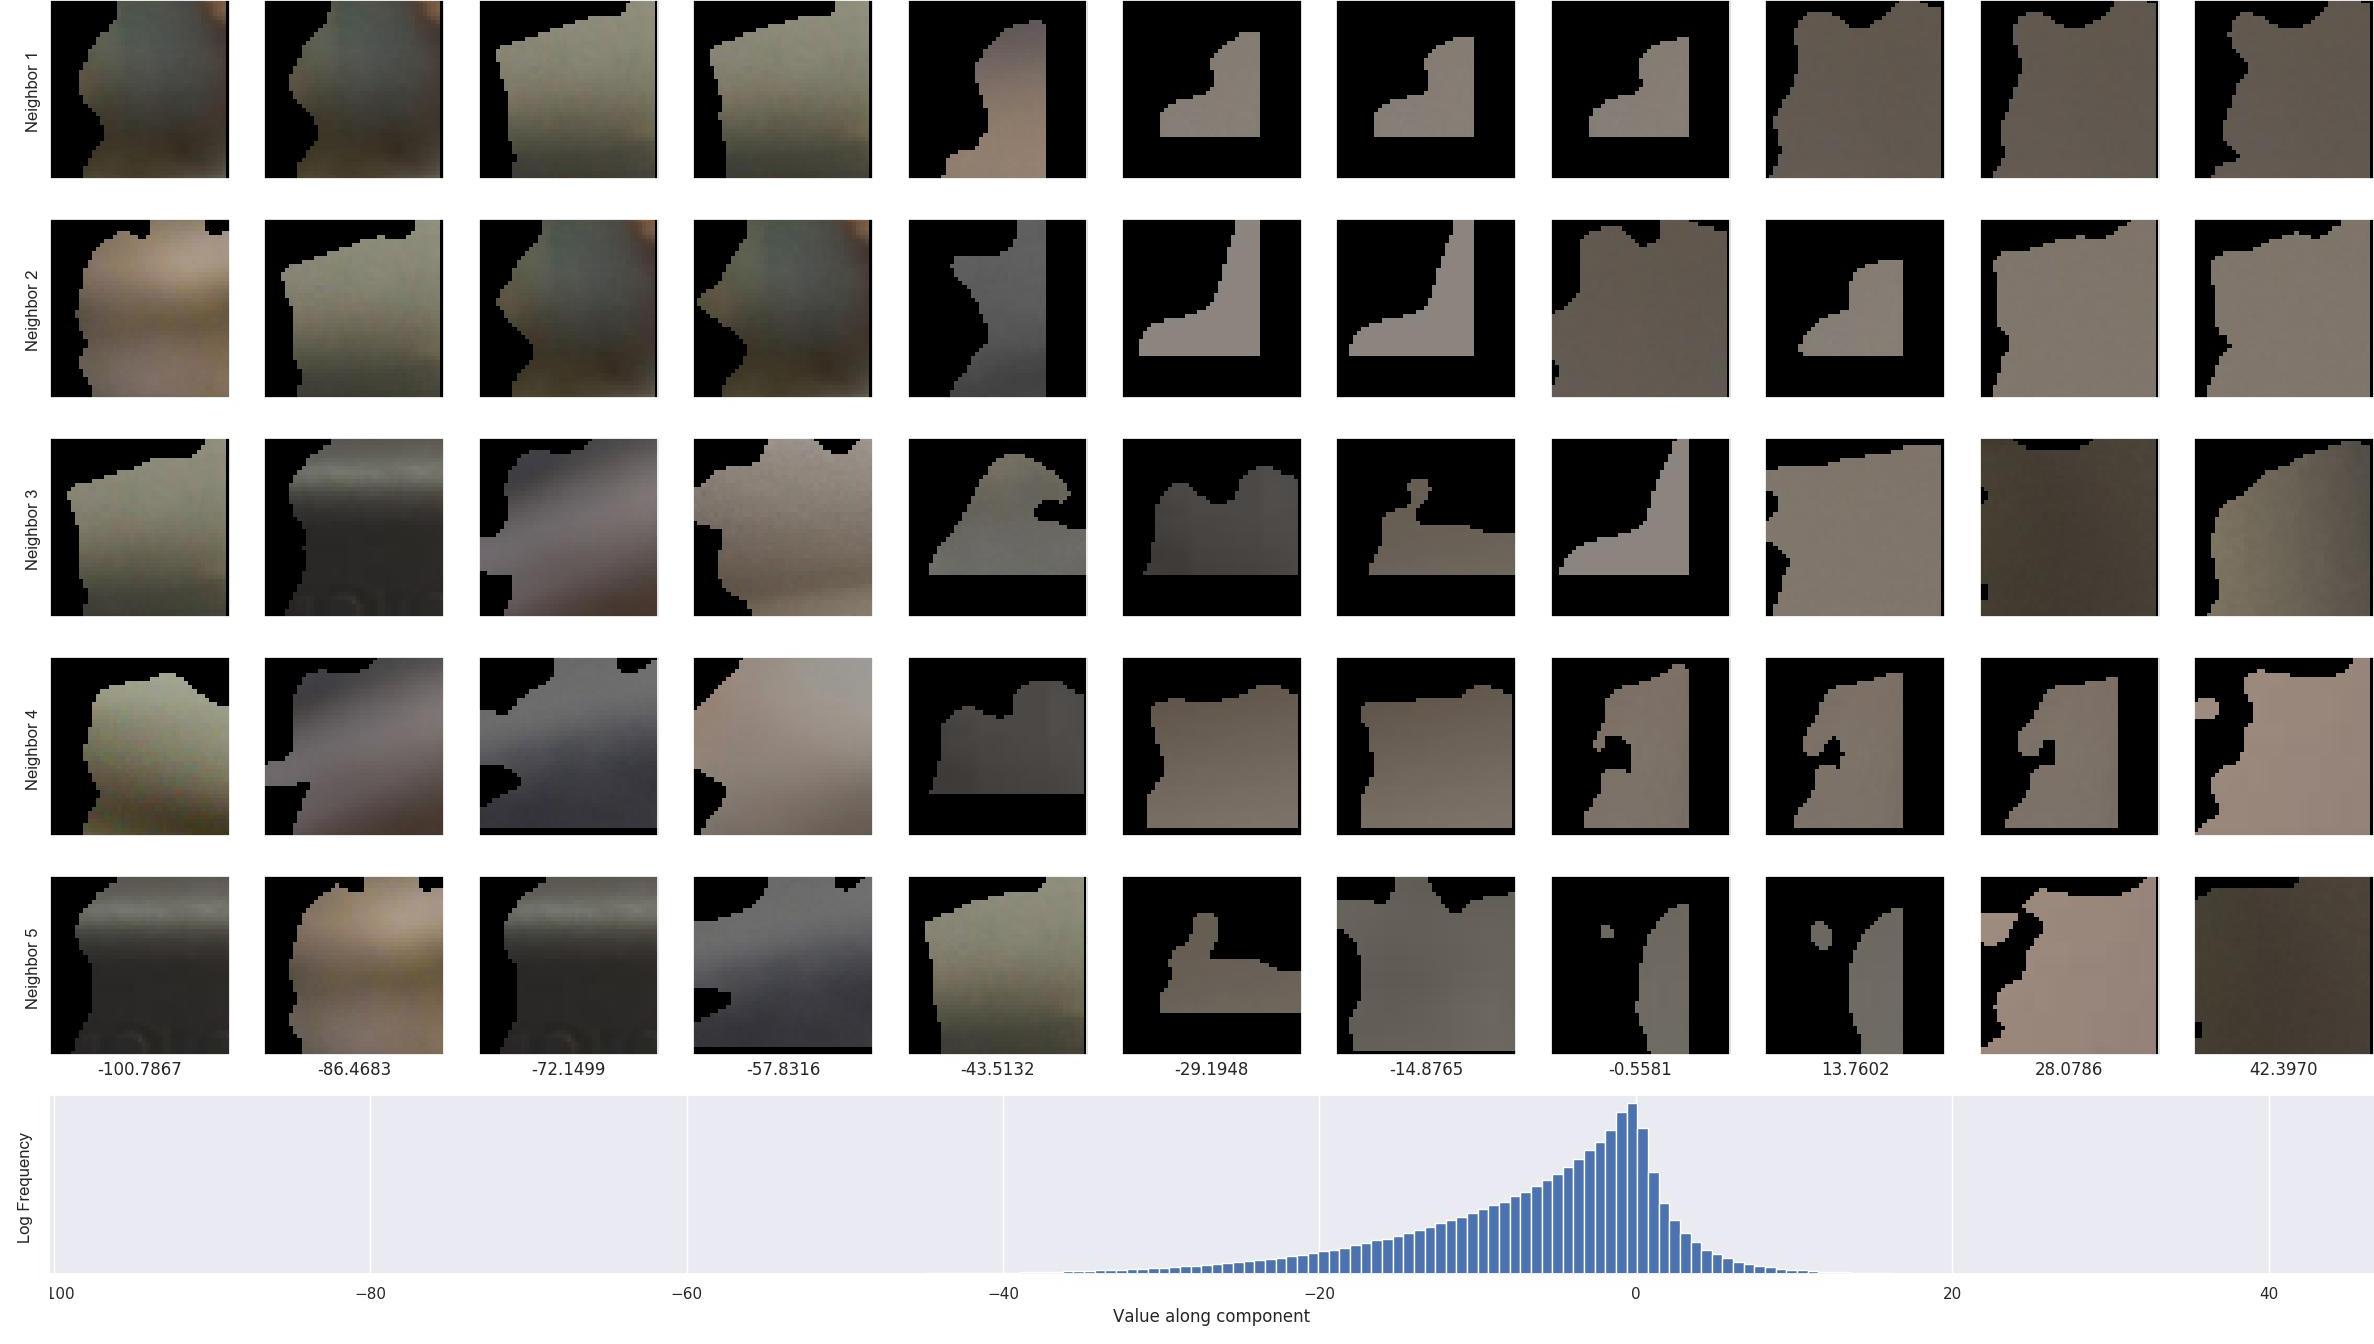 Neighbor 1
Neighbor 2
Neighbor 3
Neighbor 4
Neighbor 5
-100.7867 -86.4683 -72.1499 -57.8316 -43.5132 -29.1948 -14.8765 -0.5581 13.7602 28.0786 42.3970
Log Frequency
100 −80 −60 −40 −20 0 20 40
Value along component